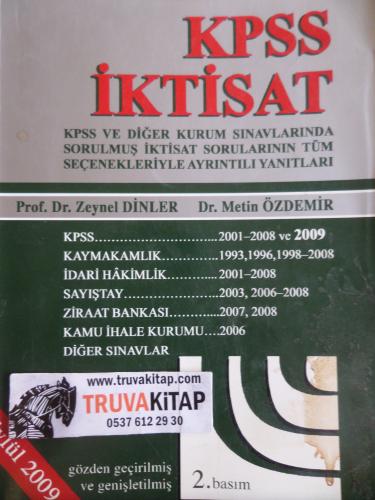 KPSS
İKTİSAT
KPSS VE DİĞER KURUM SINAVLARINDA
SORULMUŞ İKTİSAT SORULARININ TÜM
SEÇENEKLERİYLE AYRINTILI YANITLARI
Prof. Dr. Zeynel DİNLER Dr. Metin ÖZDEMİR
KPSS........................... 2001–2008 ve 2009
KAYMAKAMLIK............1993,1996,1998–2008
İDARİ HÂKİMLİK...........2001–2008
SAYIŞTAY.....................2003, 2006–2008
ZİRAAT BANKASI..........2007, 2008
KAMU İHALE KURUMU....2006
DİĞER SINAVLAR
www.truvakitap.com
TRUVAKİTAP
0537 612 29 30
2009
gözden geçirilmiş
ve genişletilmiş
2.basım